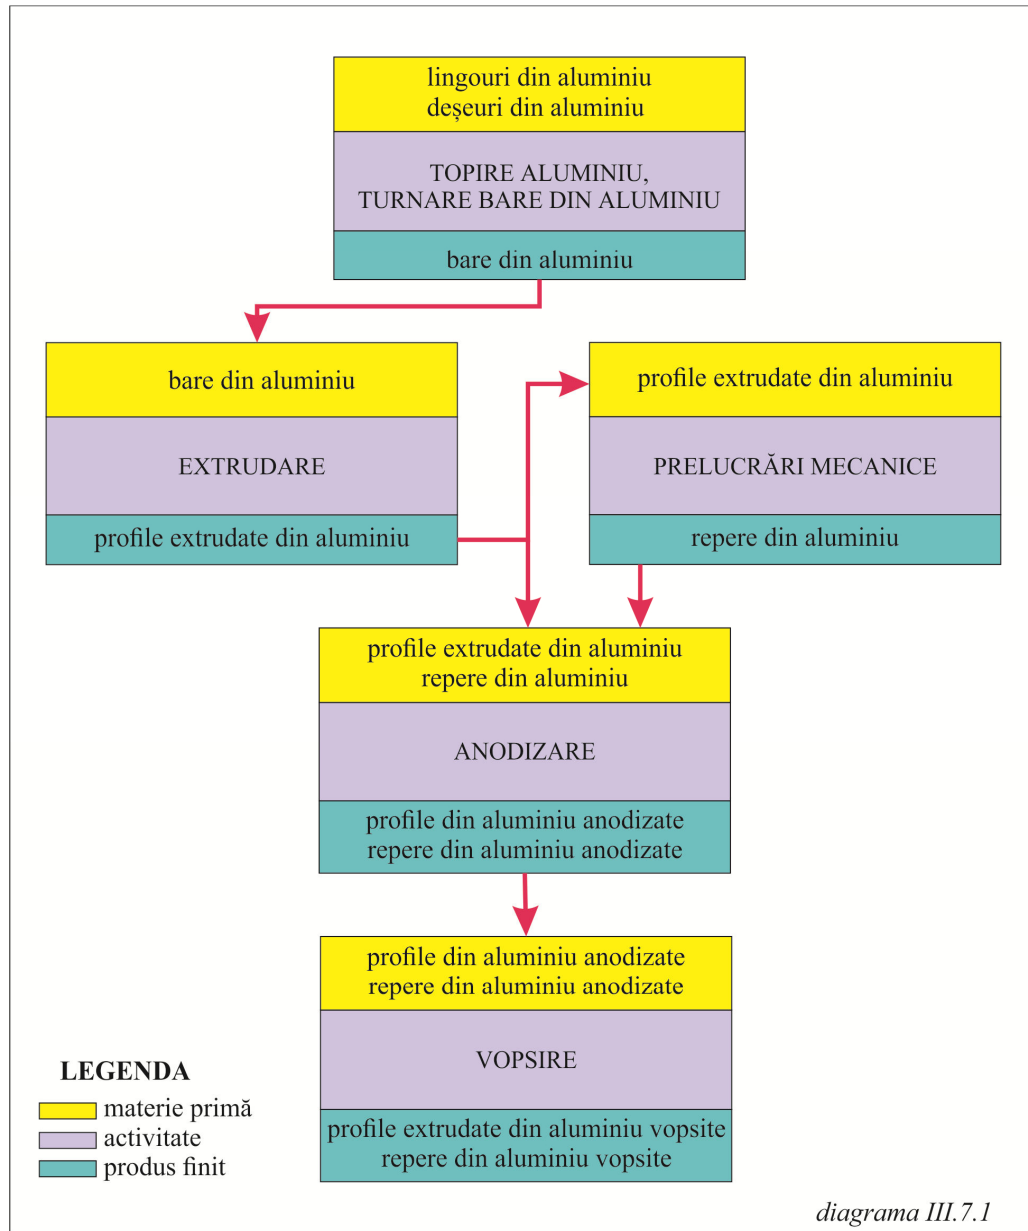 lingouri din aluminiu
deșeuri din aluminiu
TOPIRE ALUMINIU,
TURNARE BARE DIN ALUMINIU
bare din aluminiu
bare din aluminiu
EXTRUDARE
profile extrudate din aluminiu
profile extrudate din aluminiu
PRELUCRĂRI MECANICE
repere din aluminiu
profile extrudate din aluminiu
repere din aluminiu
ANODIZARE
profile din aluminiu anodizate
repere din aluminiu anodizate
profile din aluminiu anodizate
repere din aluminiu anodizate
VOPSIRE
profile extrudate din aluminiu vopsite
repere din aluminiu vopsite
LEGENDA
materie primă
activitate
produs finit
diagrama III.7.1